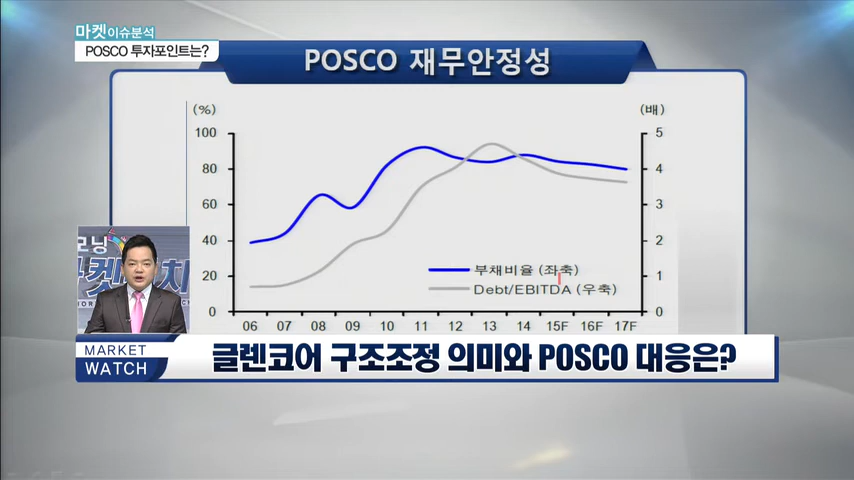 마켓이슈분석
POSCO 투자포인트는?
POSCO 재무안정성
(%)
(배)
100
80
60
40
20
0
5
4
3
2
1
0
부채비율 (좌축)
Debt/EBITDA (우축)
06 07 08 09 10 11 12 13 14 15F 16F 17F
모닝
MARKET
WATCH
글렌코어 구조조정 의미와 POSCO 대응은?